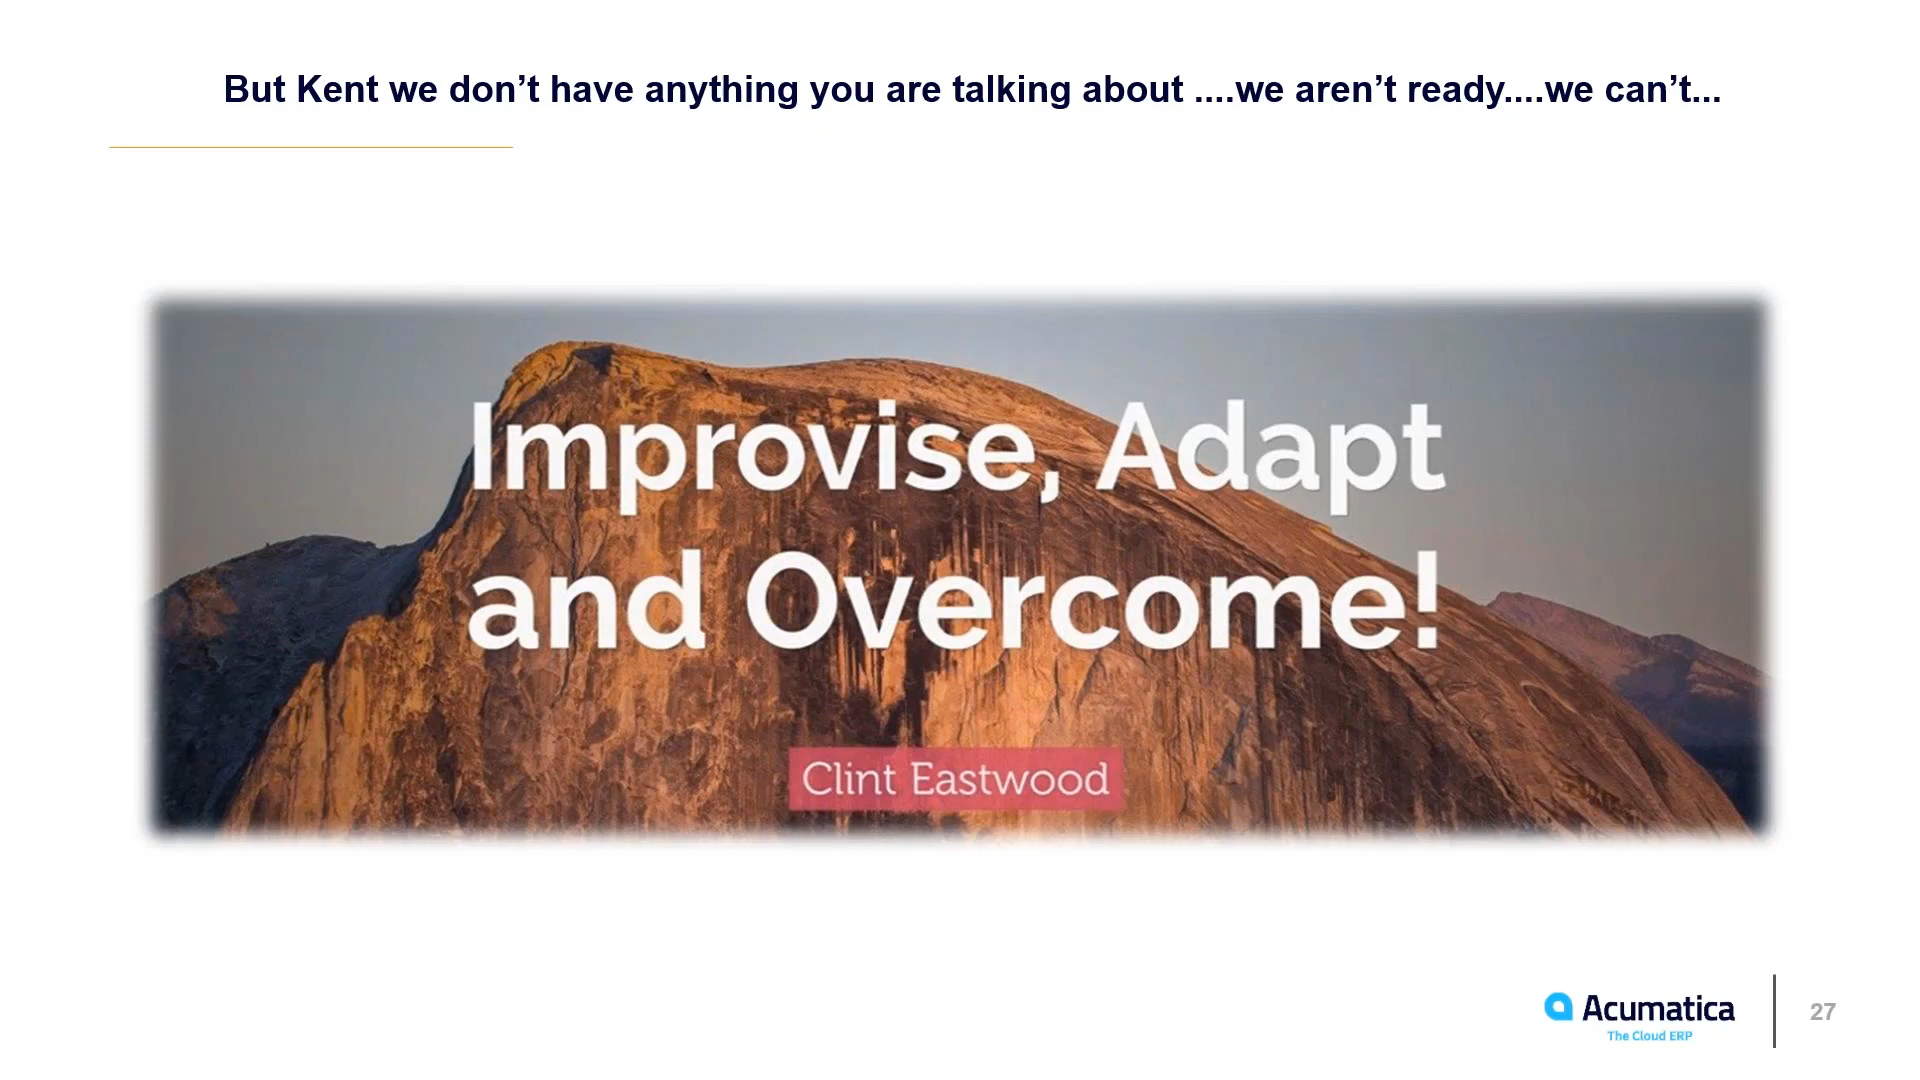 But Kent we don’t have anything you are talking about ....we aren’t ready....we can’t...
Improvise, Adapt
and Overcome!
Clint Eastwood
Acumatica
The Cloud ERP
27